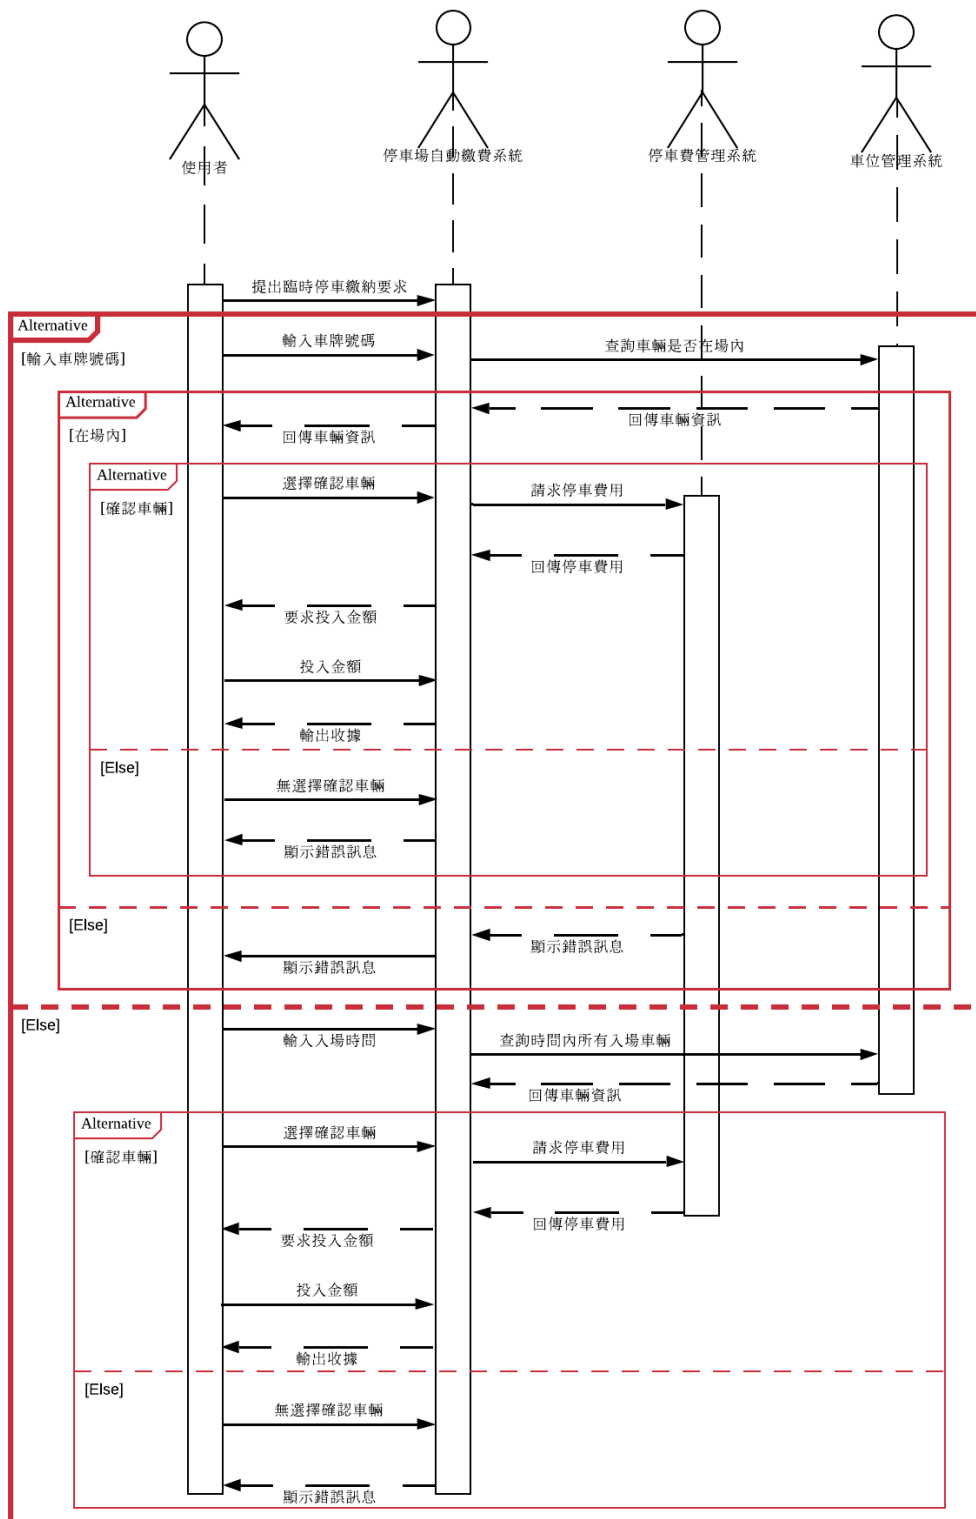 使用者
停車場自動繳費系統
停車費管理系統
車位管理系統
提出臨時停車繳納要求
Alternative
[輸入車牌號碼]
輸入車牌號碼
查詢車輛是否在場內
Alternative
[在場內]
回傳車輛資訊
回傳車輛資訊
Alternative
[確認車輛]
選擇確認車輛
請求停車費用
回傳停車費用
要求投入金額
投入金額
輸出收據
[Else]
無選擇確認車輛
顯示錯誤訊息
[Else]
顯示錯誤訊息
顯示錯誤訊息
[Else]
輸入入場時間
查詢時間內所有入場車輛
回傳車輛資訊
Alternative
[確認車輛]
選擇確認車輛
請求停車費用
回傳停車費用
要求投入金額
投入金額
輸出收據
[Else]
無選擇確認車輛
顯示錯誤訊息